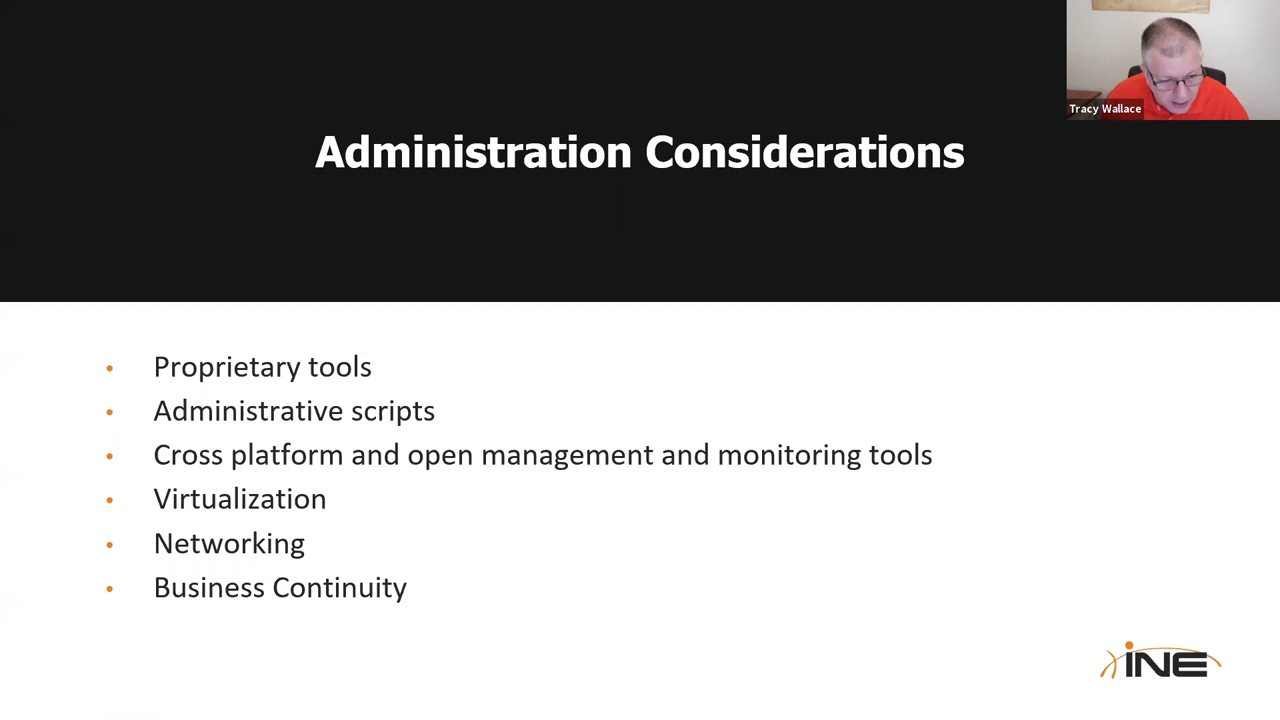 Tracy Wallace
Administration Considerations
• Proprietary tools
• Administrative scripts
• Cross platform and open management and monitoring tools
• Virtualization
• Networking
• Business Continuity
iNE